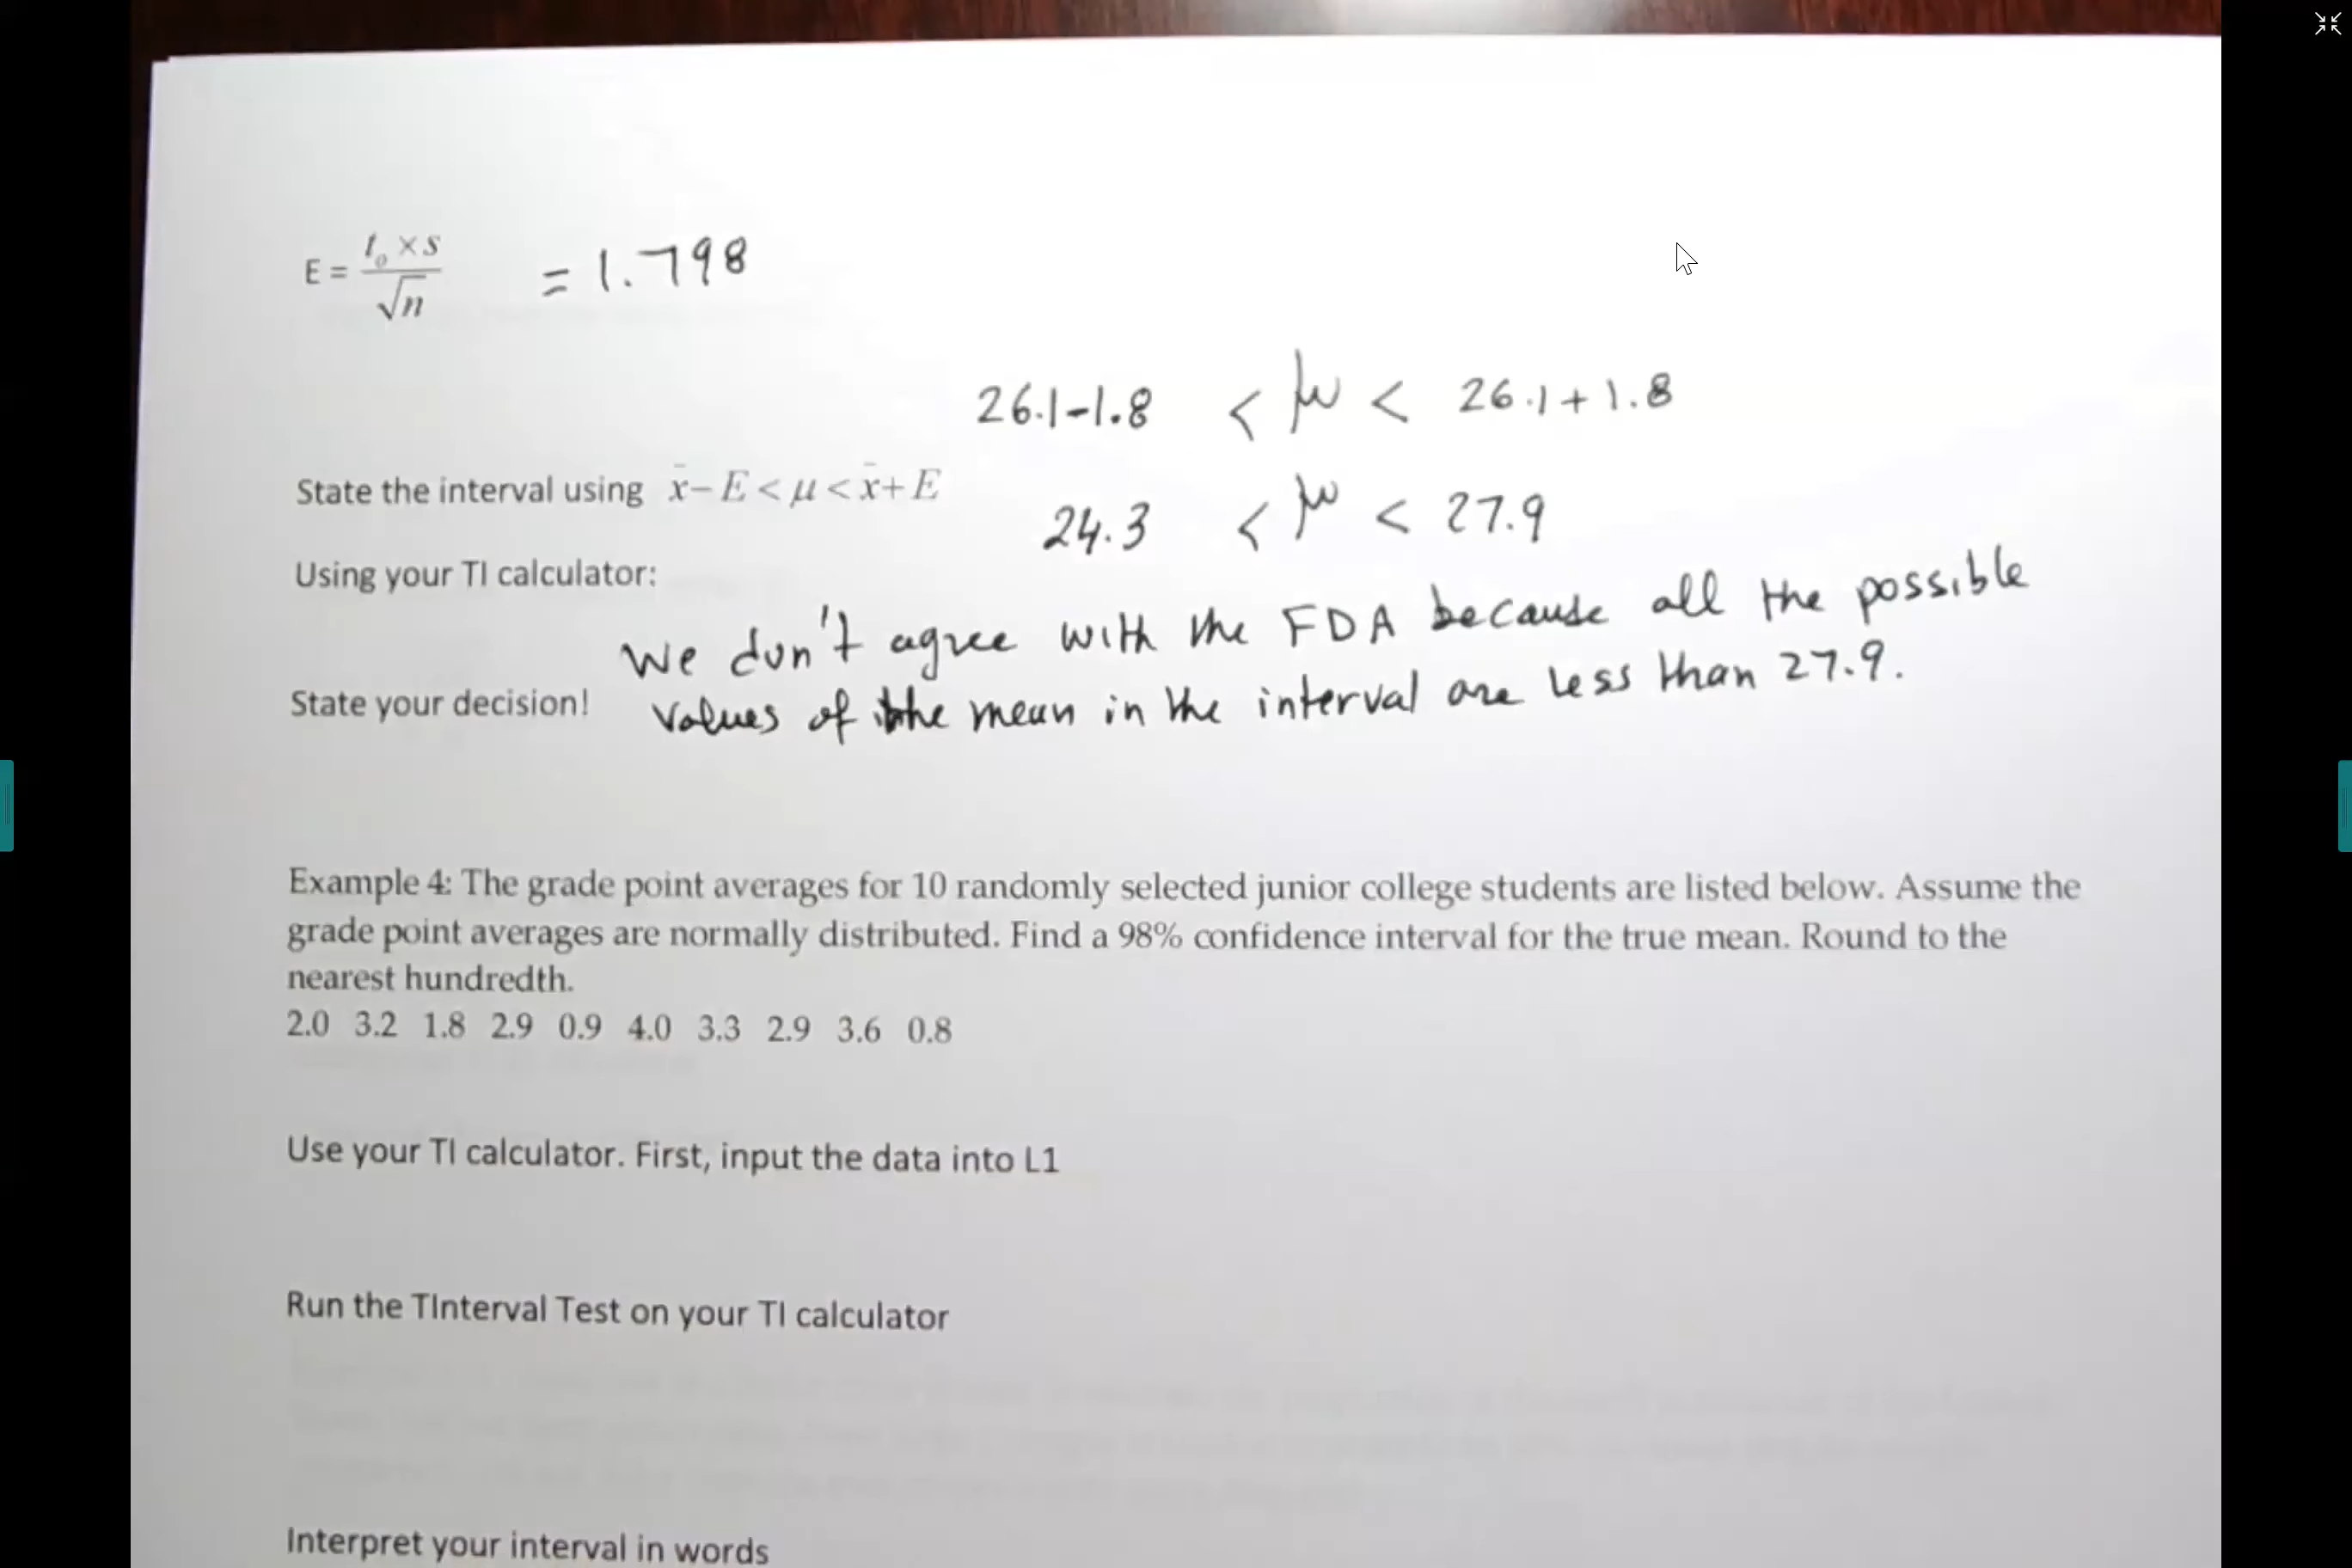 E = t₀ × s / √n = 1.798
26.1-1.8 < μ < 26.1 + 1.8
State the interval using x̄ − E < μ < x̄ + E
24.3 < μ < 27.9
Using your TI calculator:
We don't agree with the FDA because all the possible
State your decision! values of the mean in the interval are less than 27.9.
Example 4: The grade point averages for 10 randomly selected junior college students are listed below. Assume the
grade point averages are normally distributed. Find a 98% confidence interval for the true mean. Round to the
nearest hundredth.
2.0 3.2 1.8 2.9 0.9 4.0 3.3 2.9 3.6 0.8
Use your TI calculator. First, input the data into L1
Run the TInterval Test on your TI calculator
Interpret your interval in words